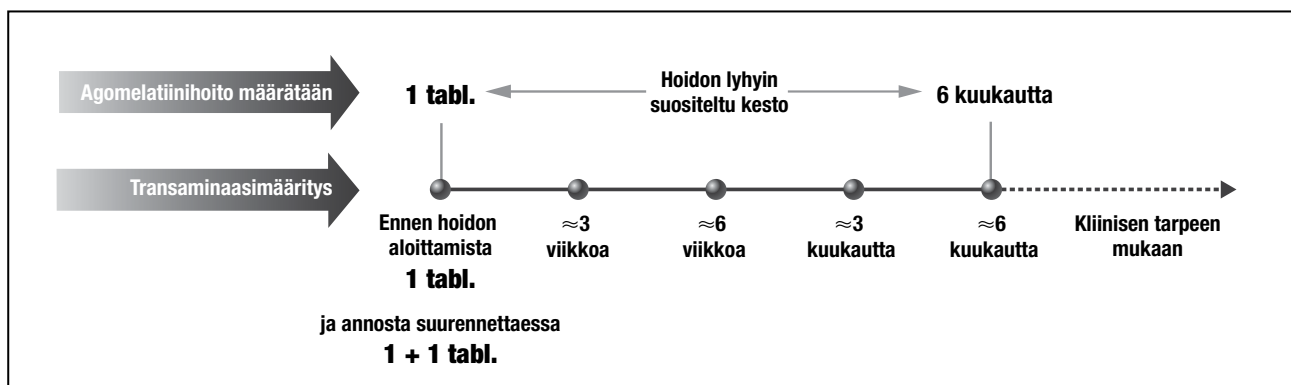 Agomelatiinihoito määrätään
1 tabl.
Hoidon lyhyin
suositeltu kesto
6 kuukautta
Transaminaasimääritys
Ennen hoidon
aloittamista
1 tabl.
ja annosta suurennettaessa
1 + 1 tabl.
≈3
viikkoa
≈6
viikkoa
≈3
kuukautta
≈6
kuukautta
Kliinisen tarpeen
mukaan